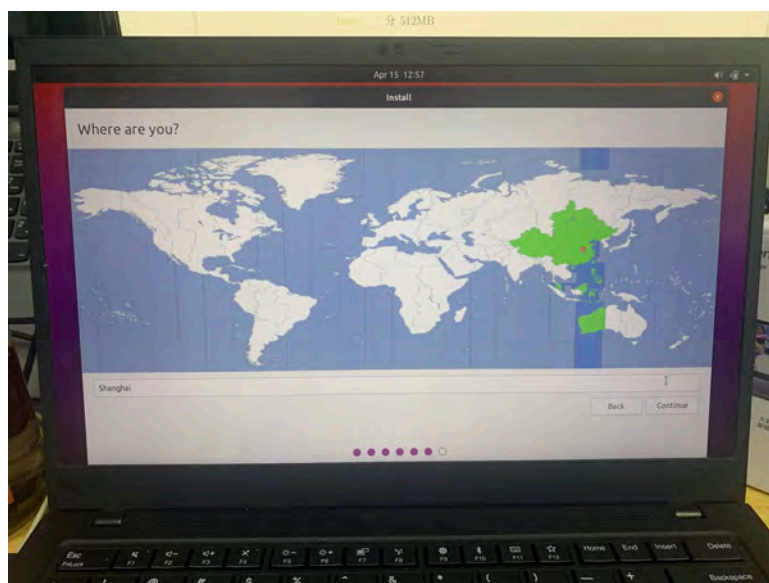 分 512MB
Apr 15 12:57
Install
Where are you?
Shanghai
Back
Continue
Esc
FnLock
F1
F2
F3
F4
F5
F6
F7
F8
F9
F10
F11
F12
Home
End
Insert
Delete
@
#
$
%
^
&
*
(
)
—
+
Backspace